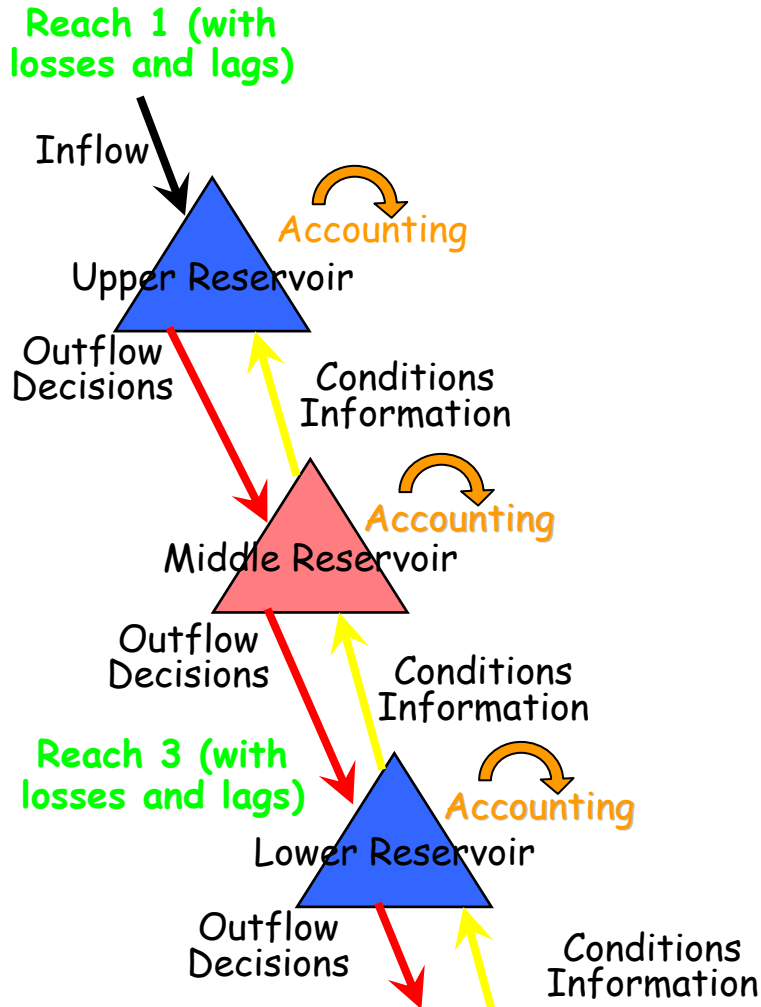 Reach 1 (with
losses and lags)
Inflow
Accounting
Upper Reservoir
Outflow
Decisions
Conditions
Information
Accounting
Middle Reservoir
Outflow
Decisions
Conditions
Information
Reach 3 (with
losses and lags)
Accounting
Lower Reservoir
Outflow
Decisions
Conditions
Information